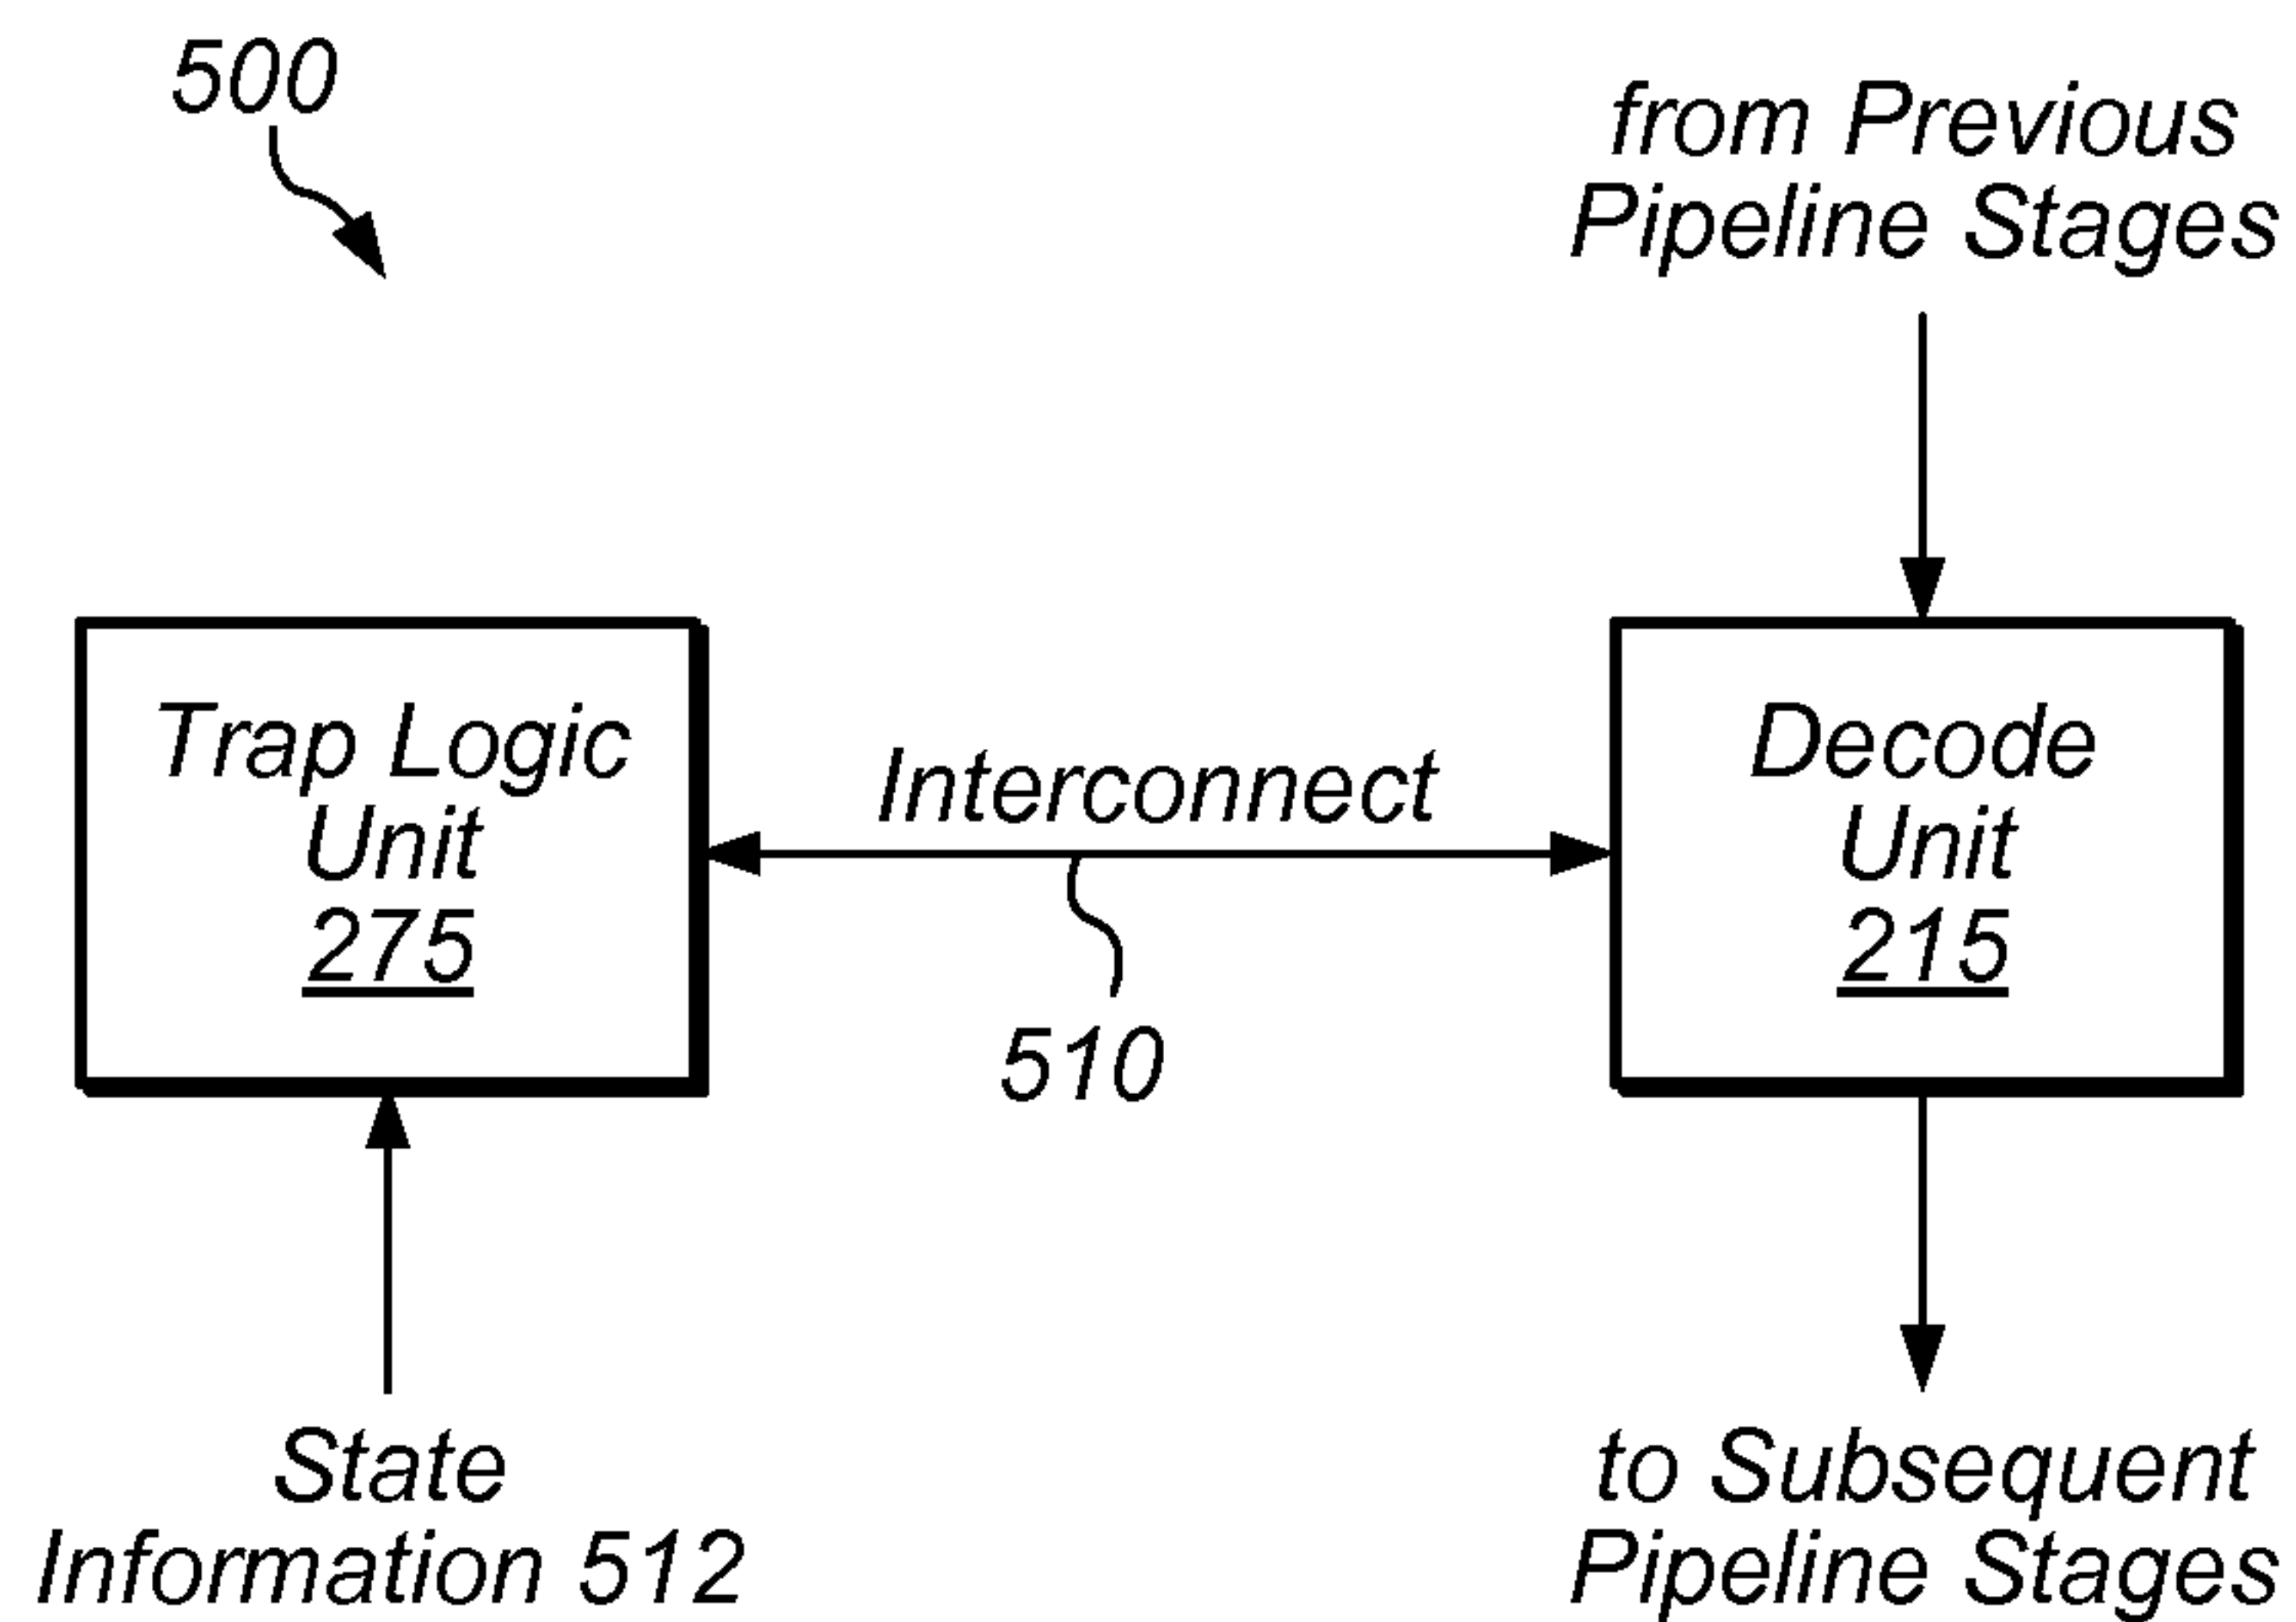 500
from Previous
Pipeline Stages
Trap Logic
Unit
275
Interconnect
510
Decode
Unit
215
State
Information 512
to Subsequent
Pipeline Stages